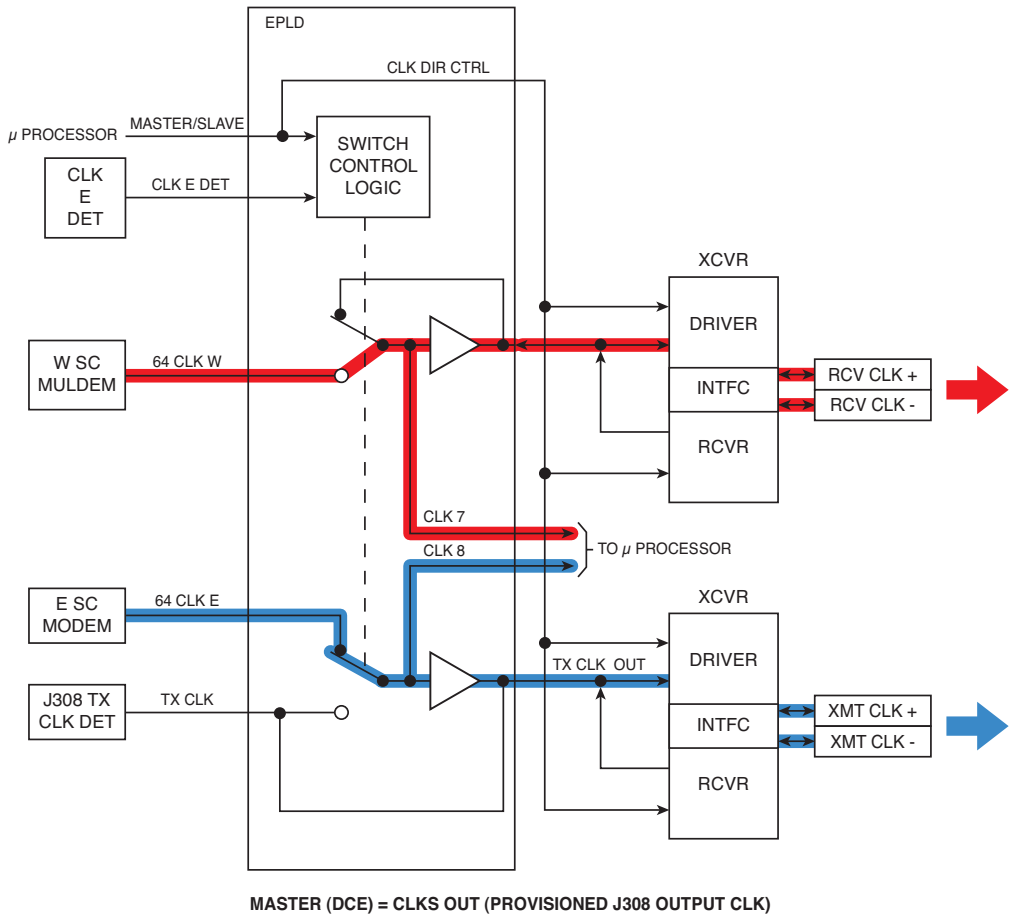 EPLD
CLK DIR CTRL
µ PROCESSOR
MASTER/SLAVE
SWITCH
CONTROL
LOGIC
CLK
E
DET
CLK E DET
XCVR
DRIVER
INTFC
RCVR
W SC
MULDEM
64 CLK W
RCV CLK +
RCV CLK -
CLK 7
CLK 8
TO µ PROCESSOR
E SC
MODEM
64 CLK E
XCVR
DRIVER
INTFC
RCVR
TX CLK OUT
J308 TX
CLK DET
TX CLK
XMT CLK +
XMT CLK -
MASTER (DCE) = CLKS OUT (PROVISIONED J308 OUTPUT CLK)